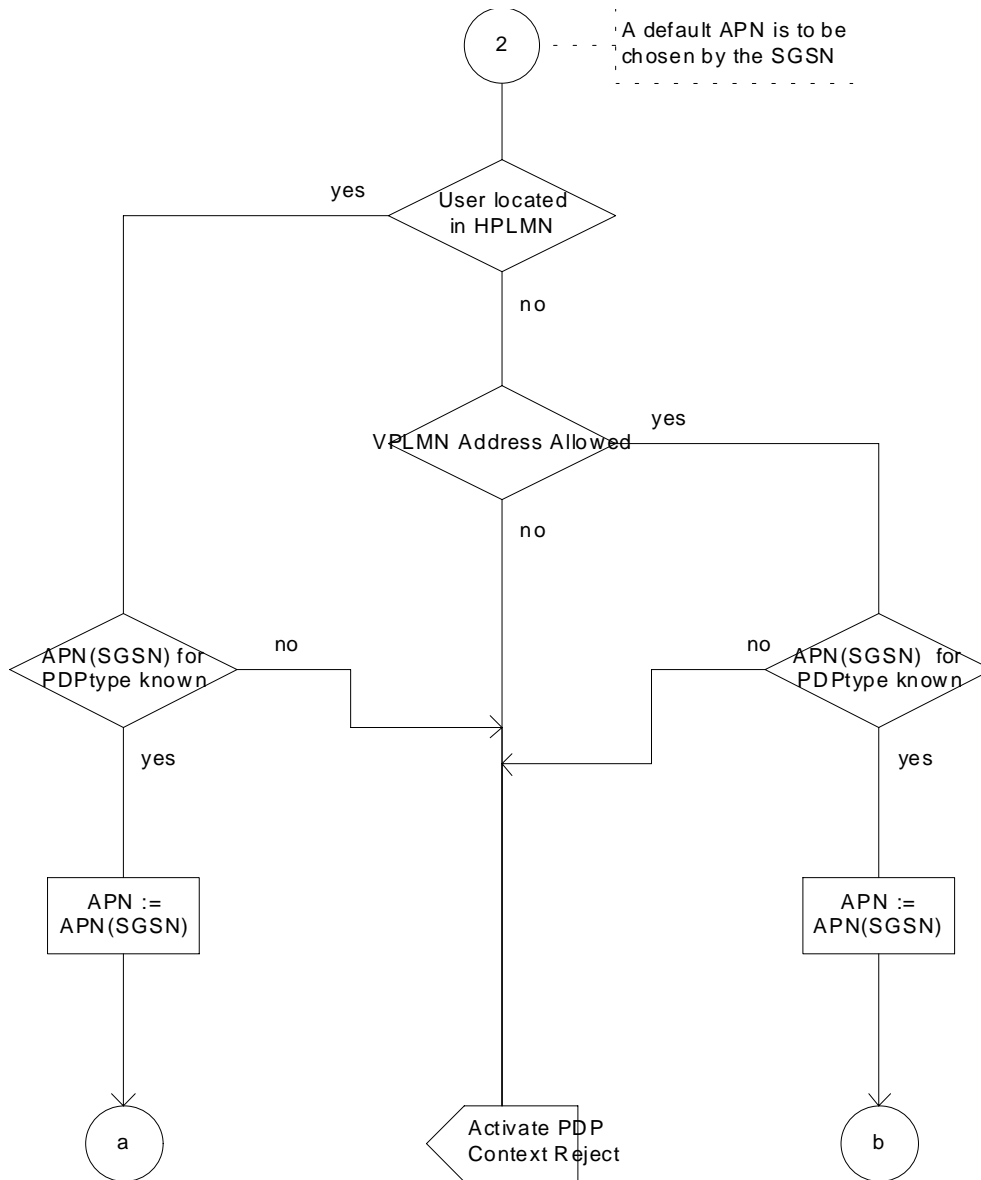 2
A default APN is to be
chosen by the SGSN
yes
User located
in HPLMN
no
VPLMN Address Allowed
yes
no
APN(SGSN) for
PDPtype known
no
no
APN(SGSN) for
PDPtype known
yes
yes
APN :=
APN(SGSN)
APN :=
APN(SGSN)
a
Activate PDP
Context Reject
b